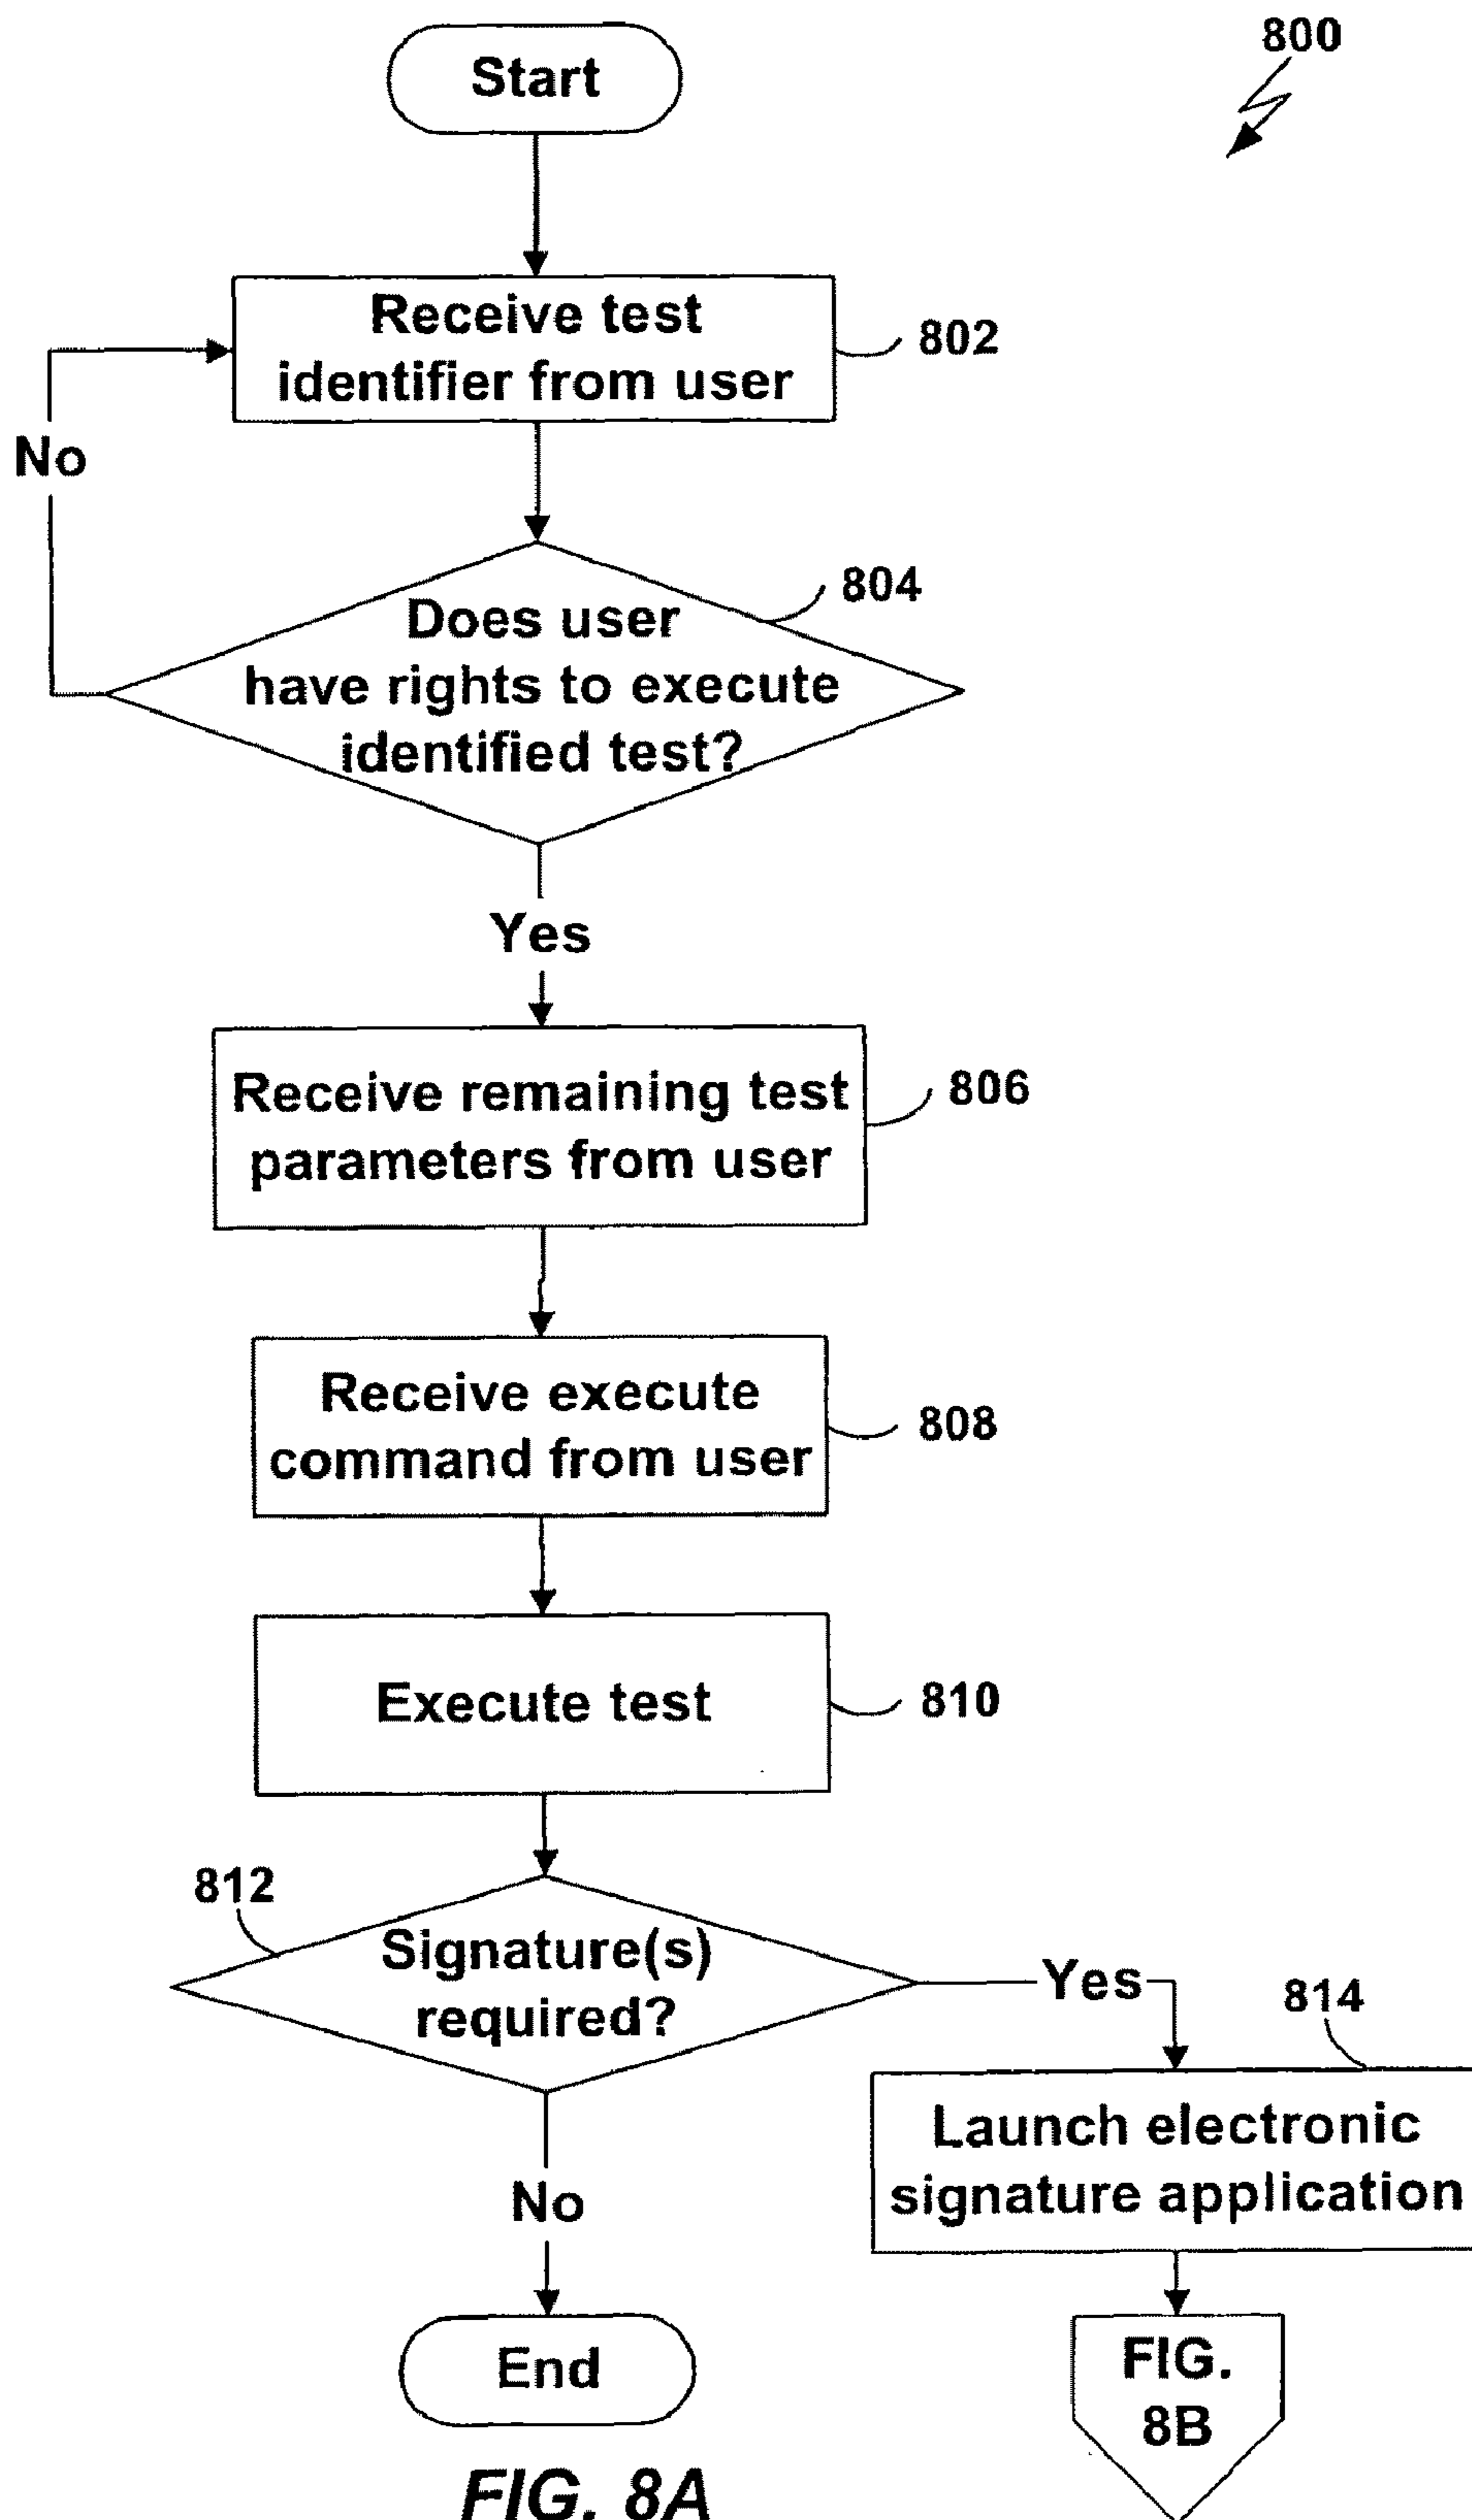 800
Start
Receive test
identifier from user
802
No
804
Does user
have rights to execute
identified test?
Yes
Receive remaining test
parameters from user
806
Receive execute
command from user
808
Execute test
810
812
Signature(s)
required?
Yes
814
Launch electronic
signature application
No
End
FIG.
8B
FIG. 8A